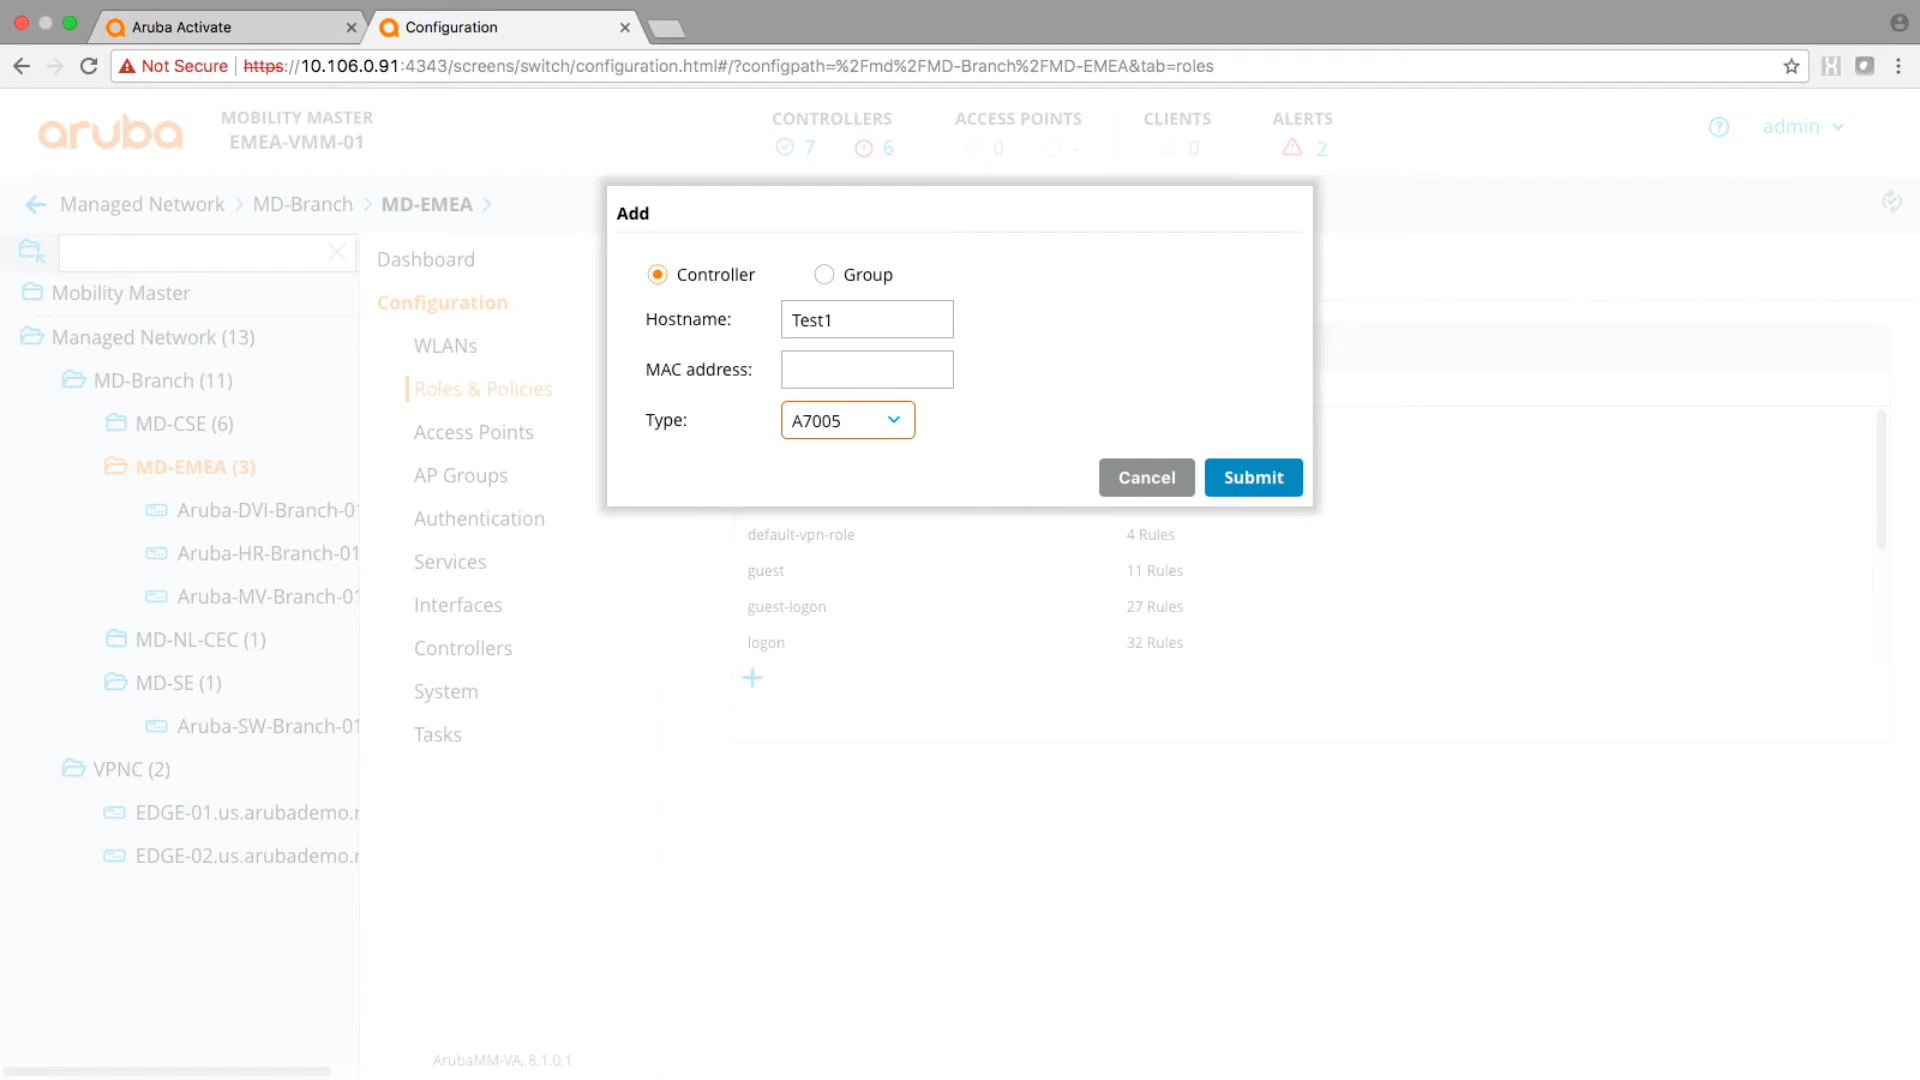 Aruba Activate
Configuration
Not Secure https://10.106.0.91:4343/screens/switch/configuration.html#/?configpath=%2Fmd%2FMD-Branch%2FMD-EMEA&tab=roles
aruba
MOBILITY MASTER
EMEA-VMM-01
CONTROLLERS
7 6
ACCESS POINTS
0 -
CLIENTS
0
ALERTS
2
admin
Managed Network > MD-Branch > MD-EMEA >
Mobility Master
Managed Network (13)
MD-Branch (11)
MD-CSE (6)
MD-EMEA (3)
Aruba-DVI-Branch-01
Aruba-HR-Branch-01
Aruba-MV-Branch-01
MD-NL-CEC (1)
MD-SE (1)
Aruba-SW-Branch-01
VPNC (2)
EDGE-01.us.arubademo.
EDGE-02.us.arubademo.
Dashboard
Configuration
WLANs
Roles & Policies
Access Points
AP Groups
Authentication
Services
Interfaces
Controllers
System
Tasks
ArubaMM-VA, 8.1.0.1
Add
Controller Group
Hostname: Test1
MAC address:
Type: A7005
Cancel Submit
default-vpn-role 4 Rules
guest 11 Rules
guest-logon 27 Rules
logon 32 Rules
+